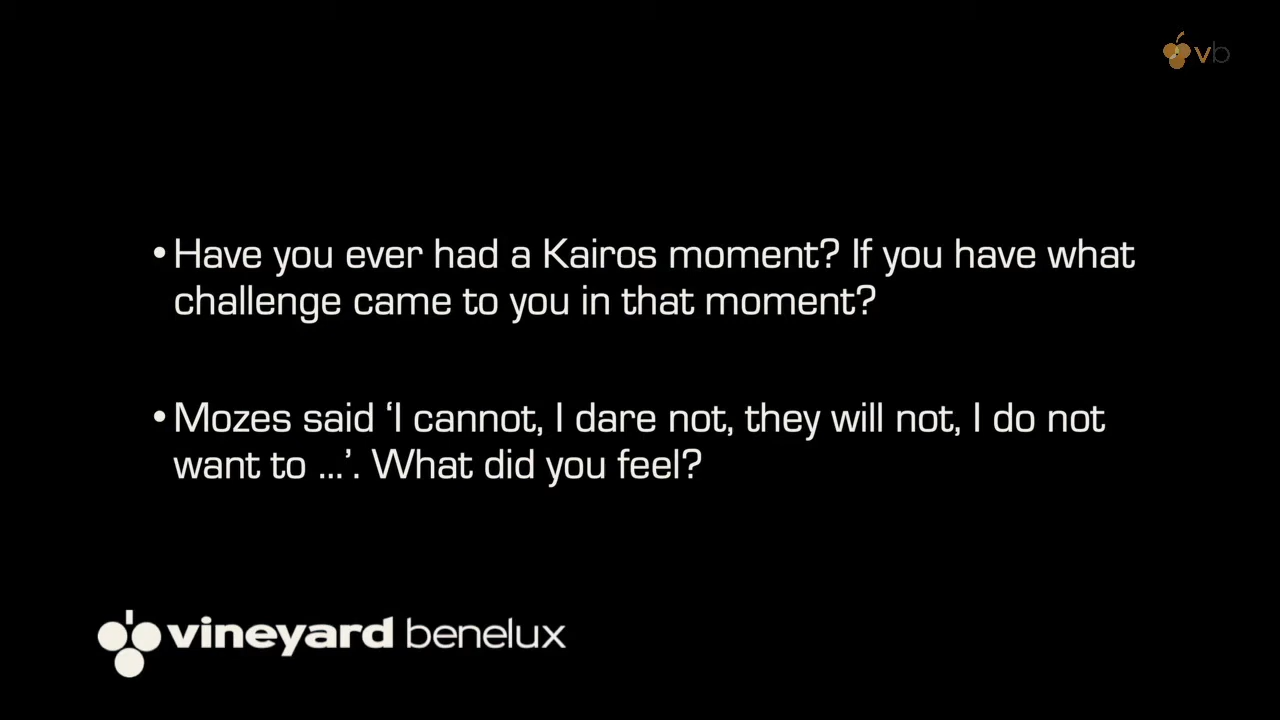 vb
• Have you ever had a Kairos moment? If you have what
challenge came to you in that moment?
• Mozes said ‘I cannot, I dare not, they will not, I do not
want to ...’. What did you feel?
vineyard benelux